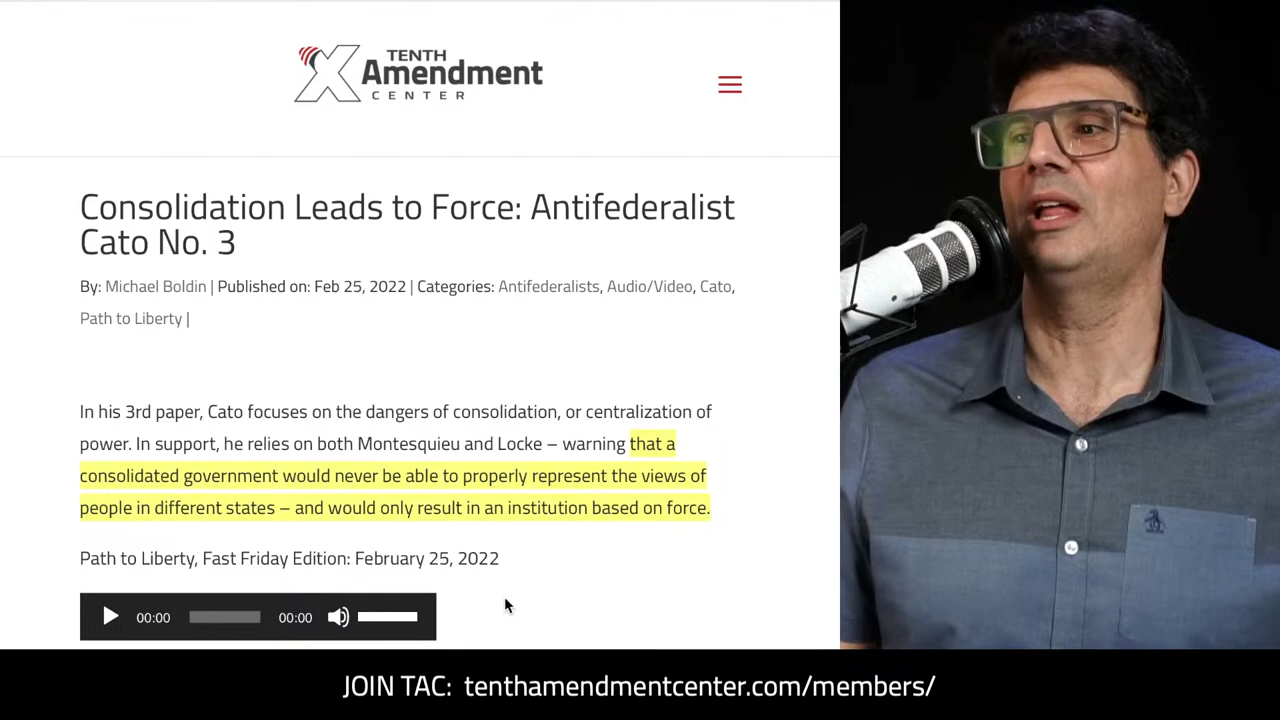 TENTH
Amendment
CENTER
Consolidation Leads to Force: Antifederalist
Cato No. 3
By: Michael Boldin | Published on: Feb 25, 2022 | Categories: Antifederalists, Audio/Video, Cato,
Path to Liberty |
In his 3rd paper, Cato focuses on the dangers of consolidation, or centralization of
power. In support, he relies on both Montesquieu and Locke – warning that a
consolidated government would never be able to properly represent the views of
people in different states – and would only result in an institution based on force.
Path to Liberty, Fast Friday Edition: February 25, 2022
00:00 00:00
JOIN TAC: tenthamendmentcenter.com/members/